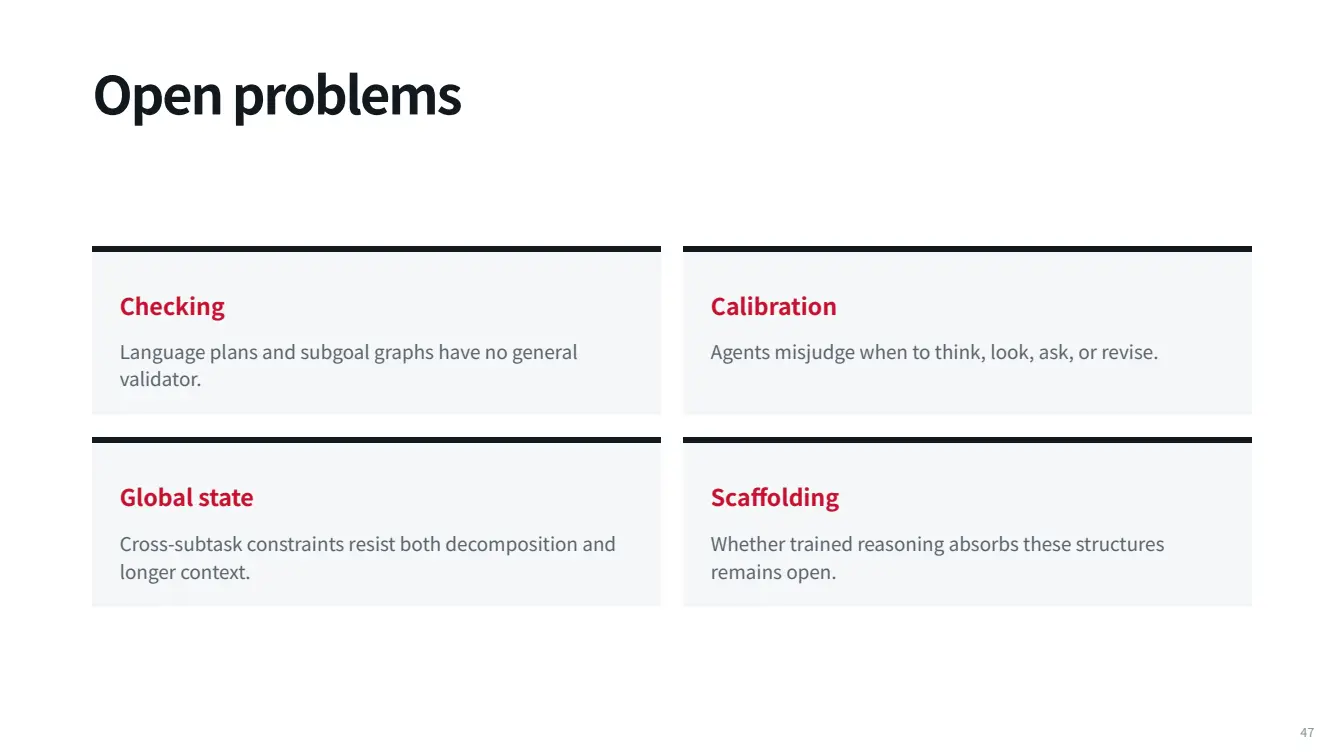 Open problems
Checking
Language plans and subgoal graphs have no general
validator.
Calibration
Agents misjudge when to think, look, ask, or revise.
Global state
Cross-subtask constraints resist both decomposition and
longer context.
Scaffolding
Whether trained reasoning absorbs these structures
remains open.
47